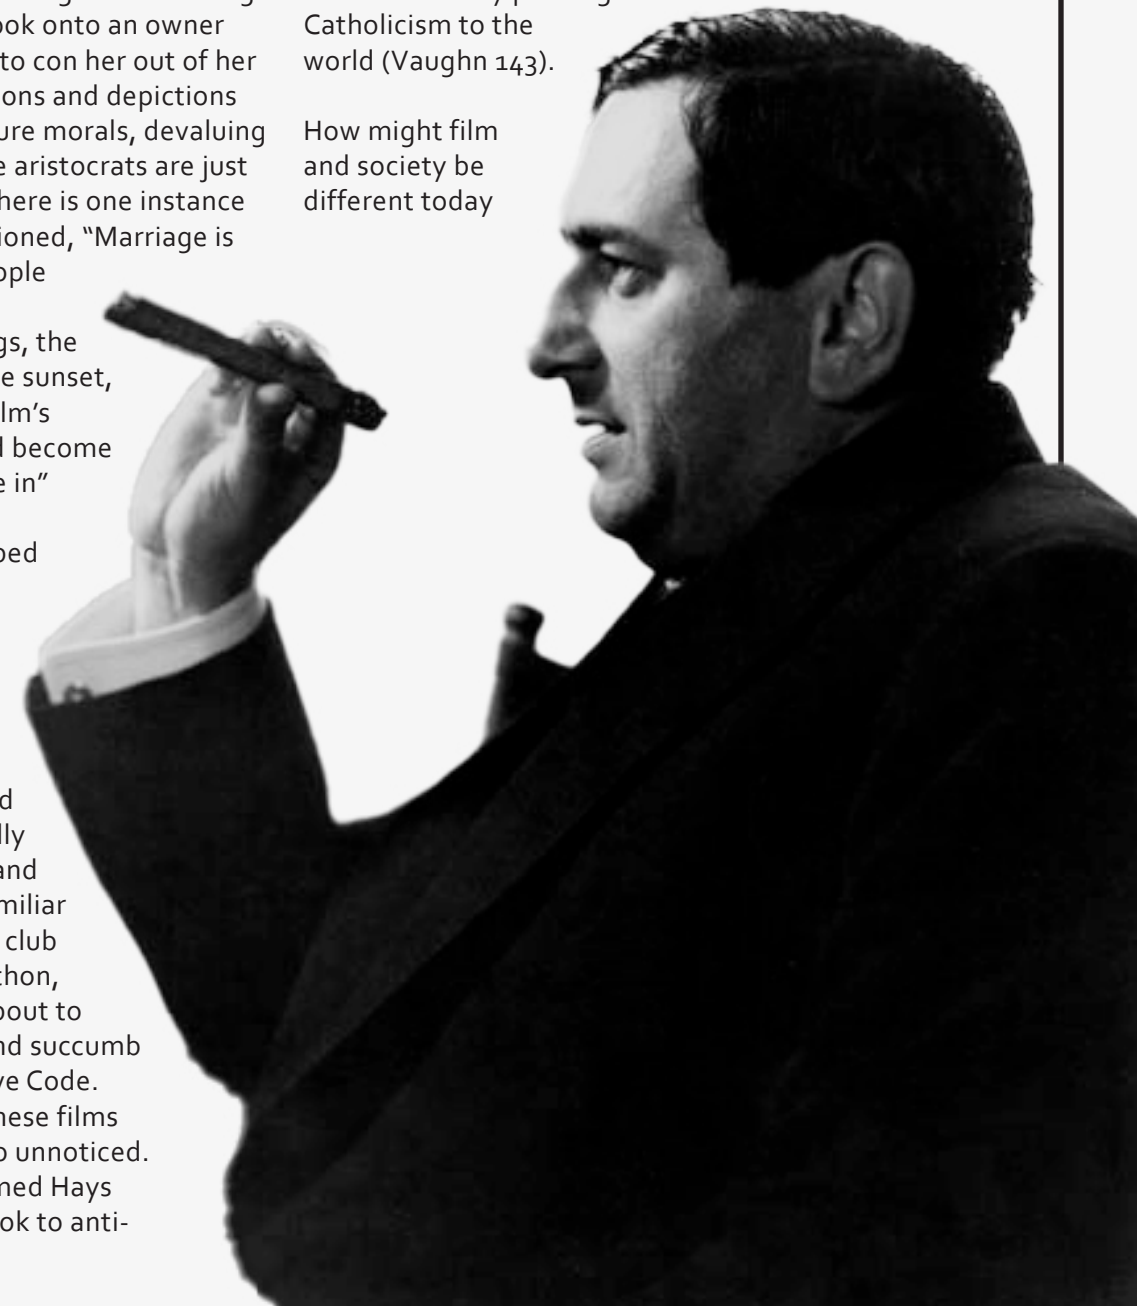 ook onto an owner
to con her out of her
ons and depictions
ure morals, devaluing
e aristocrats are just
here is one instance
ioned, “Marriage is
ople
gs, the
e sunset,
lm’s
d become
e in”
ped
d
lly
and
miliar
club
thon,
bout to
nd succumb
ve Code.
hese films
o unnoticed.
med Hays
ok to anti-
Catholicism to the
world (Vaughn 143).
How might film
and society be
different today